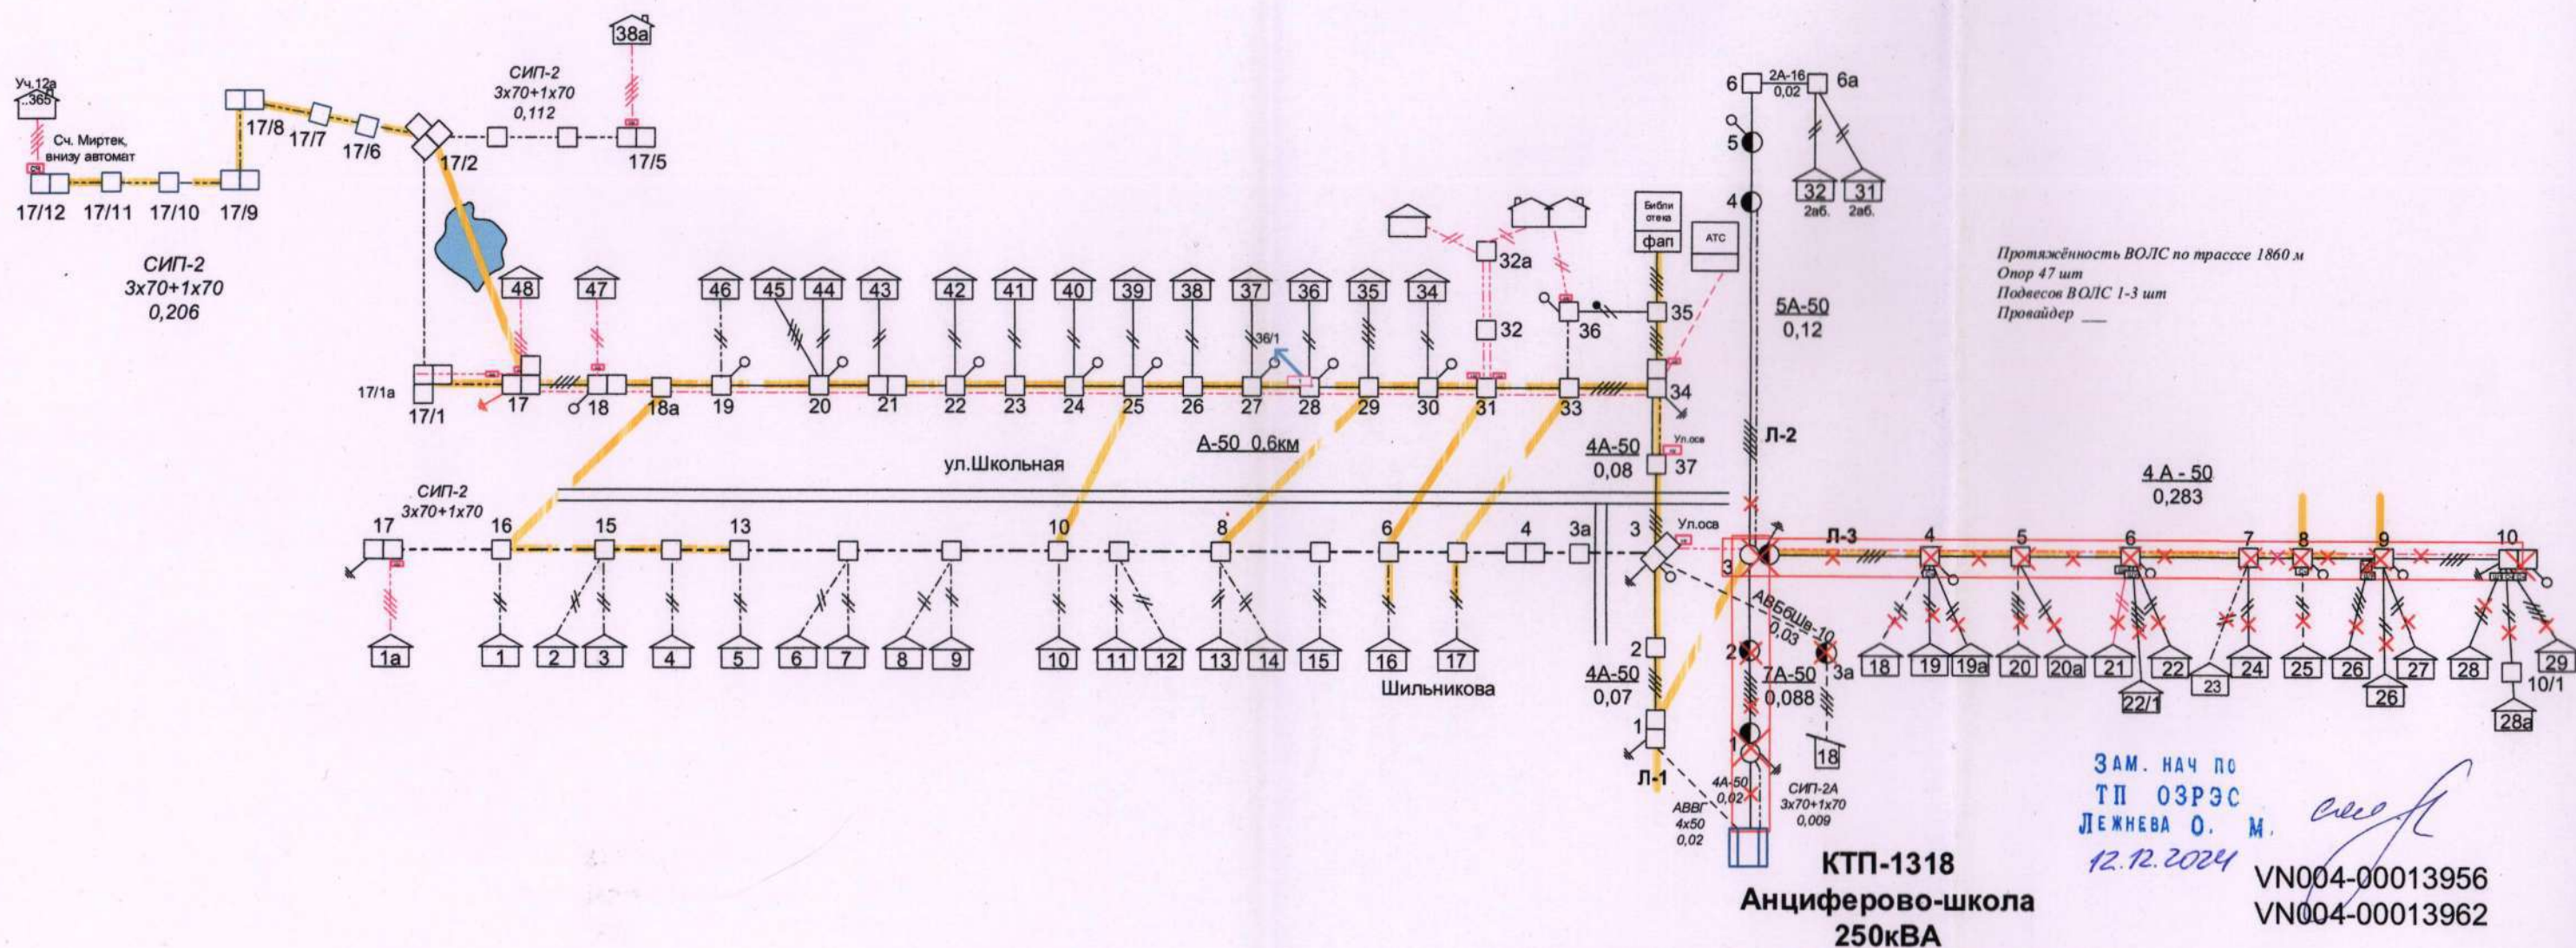 38а
Уч.12а
..365
СИП-2
3х70+1х70
0,112
Сч. Миртек,
внизу автомат
17/8
17/7
17/6
17/2
17/5
17/12
17/11
17/10
17/9
СИП-2
3х70+1х70
0,206
6
2А-16
0,02
6а
5
4
32
2аб.
31
2аб.
Библи
отека
фап
АТС
5А-50
0,12
Протяжённость ВОЛС по трассе 1860 м
Опор 47 шт
Подвесов ВОЛС 1-3 шт
Провайдер ___
48
47
46
45
44
43
42
41
40
39
38
37
36
35
34
32а
32
36
35
36/1
17/1а
17/1
17
18
18а
19
20
21
22
23
24
25
26
27
28
29
30
31
33
34
А-50 0.6км
ул.Школьная
4А-50
0,08
Ул.осв
37
Л-2
4 А - 50
0,283
СИП-2
3х70+1х70
17
16
15
13
10
8
6
4
3а
3
Ул.осв
3
Л-3
4
5
6
7
8
9
10
АВБбШв-10
0,03
1а
1
2
3
4
5
6
7
8
9
10
11
12
13
14
15
16
17
Шильникова
2
4А-50
0,07
1
Л-1
2
7А-50
0,088
3а
1
18
18
19
19а
20
20а
21
22
22/1
23
24
25
26
26
27
28
10/1
28а
29
АВВГ
4х50
0,02
4А-50
0,02
СИП-2А
3х70+1х70
0,009
КТП-1318
Анциферово-школа
250кВА
ЗАМ. НАЧ ПО
ТП ОЗРЭС
ЛЕЖНЕВА О. М.
12.12.2024
VN004-00013956
VN004-00013962